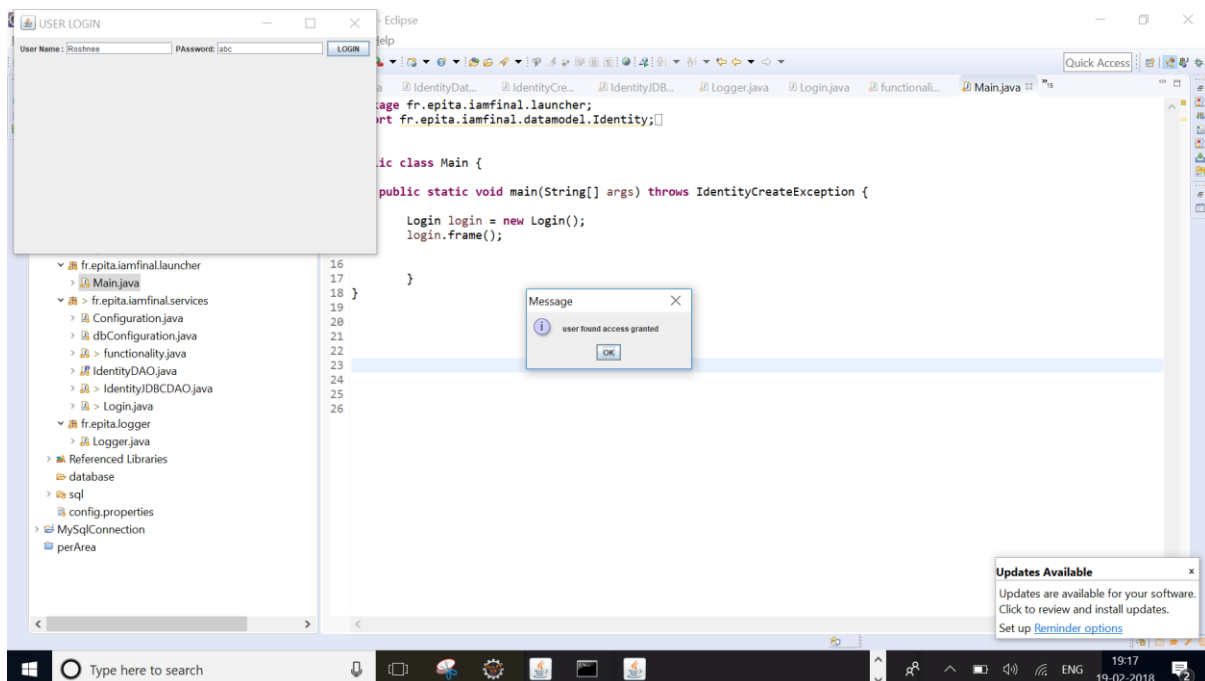 USER LOGIN
User Name : Roshnee PAssword: abc LOGIN
- Eclipse
Help
Quick Access
IdentityDat... IdentityCre... IdentityJDB... Logger.java Login.java functionali... Main.java 15
kage fr.epita.iamfinal.launcher;
ort fr.epita.iamfinal.datamodel.Identity;
lic class Main {
public static void main(String[] args) throws IdentityCreateException {
Login login = new Login();
login.frame();
fr.epita.iamfinal.launcher
Main.java
> fr.epita.iamfinal.services
Configuration.java
dbConfiguration.java
> functionality.java
IdentityDAO.java
> IdentityJDBCDAO.java
> Login.java
fr.epita.logger
Logger.java
Referenced Libraries
database
sql
config.properties
MySqlConnection
perArea
16
17 }
18 }
19
20
21
22
23
24
25
26
Message
user found access granted
OK
Updates Available x
Updates are available for your software.
Click to review and install updates.
Set up Reminder options
Type here to search
ENG
19:17
19-02-2018
2